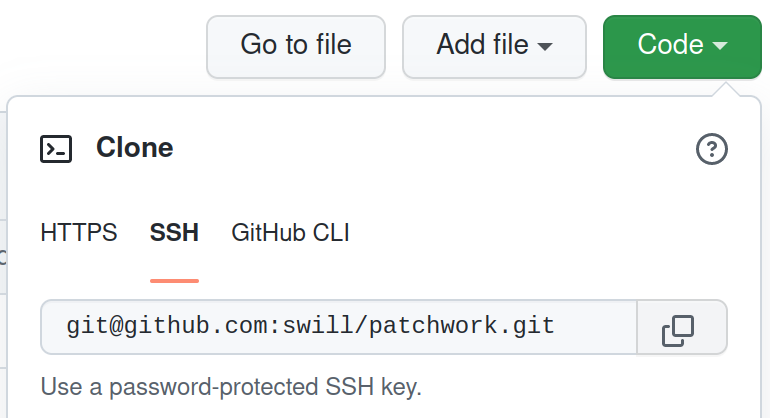 Go to file Add file Code
Clone
HTTPS SSH GitHub CLI
git@github.com:swill/patchwork.git
Use a password-protected SSH key.